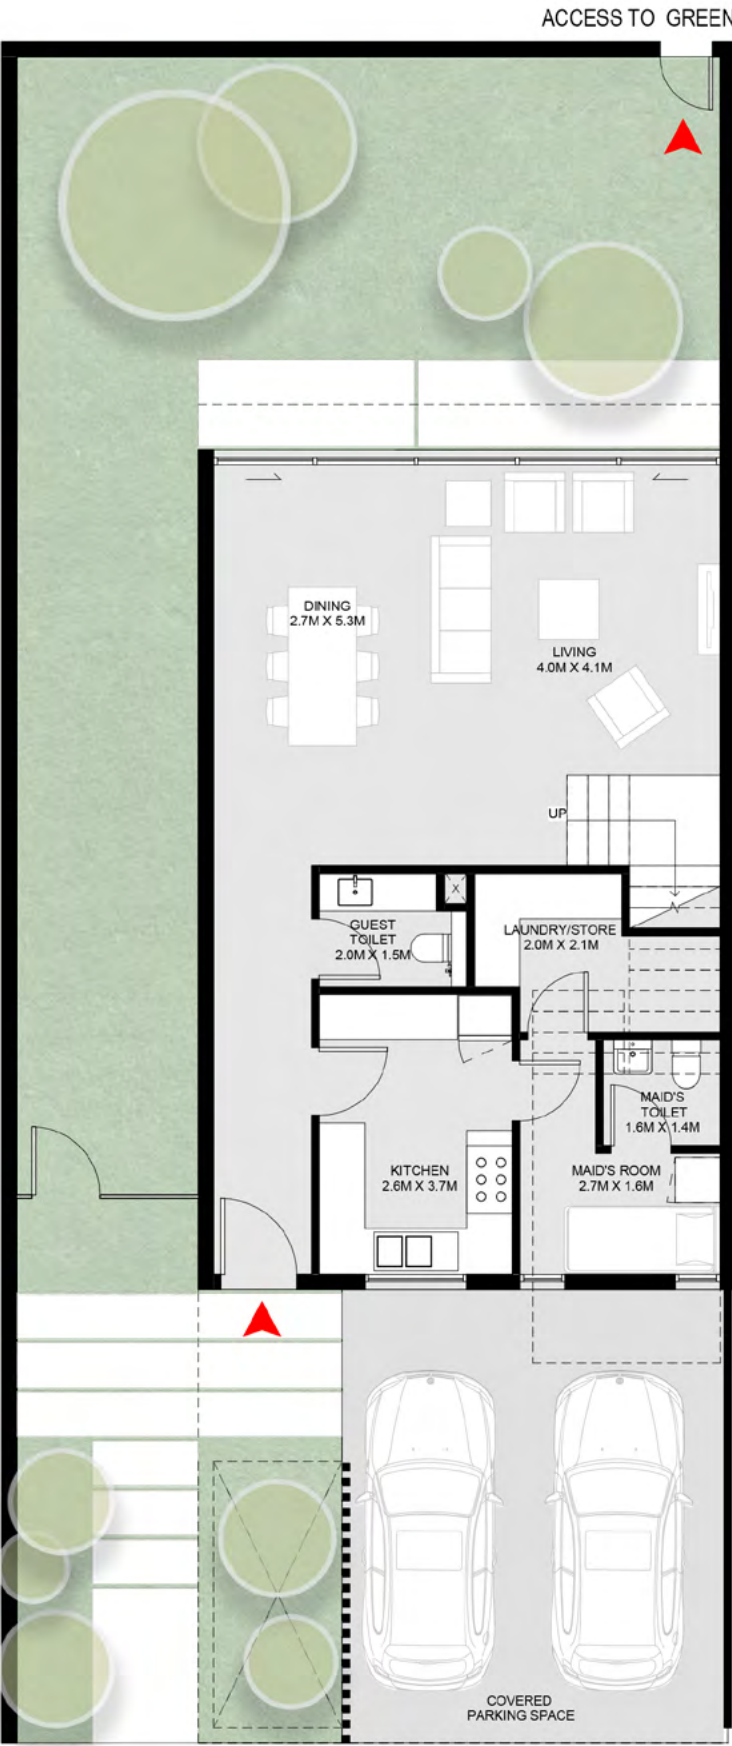 ACCESS TO GREEN
DINING
2.7M X 5.3M
LIVING
4.0M X 4.1M
UP
X
GUEST
TOILET
2.0M X 1.5M
LAUNDRY/STORE
2.0M X 2.1M
MAID'S
TOILET
1.6M X 1.4M
KITCHEN
2.6M X 3.7M
MAID'S ROOM
2.7M X 1.6M
COVERED
PARKING SPACE